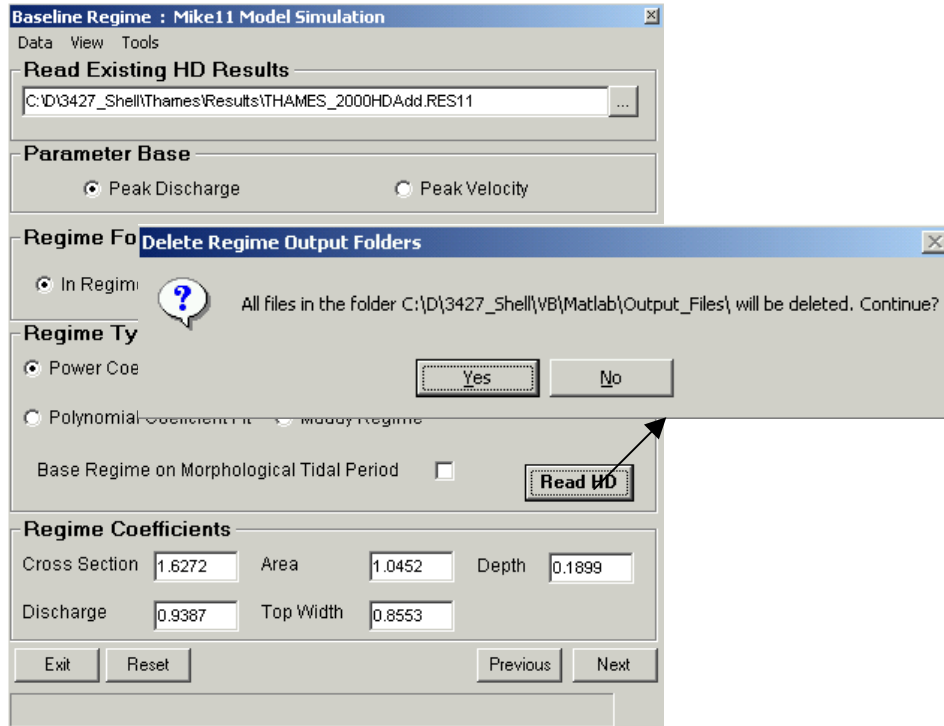 Baseline Regime : Mike11 Model Simulation
Data View Tools
Read Existing HD Results
C:\D\3427_Shell\Thames\Results\THAMES_2000HDAdd.RES11 ...
Parameter Base
Peak Discharge Peak Velocity
Regime Fo
In Regim
Delete Regime Output Folders
All files in the folder C:\D\3427_Shell\VB\Matlab\Output_Files\ will be deleted. Continue?
Yes No
Regime Ty
Power Coe
Polynomial Coefficient Fit Muddy Regime
Base Regime on Morphological Tidal Period
Read HD
Regime Coefficients
Cross Section 1.6272 Area 1.0452 Depth 0.1899
Discharge 0.9387 Top Width 0.8553
Exit Reset Previous Next